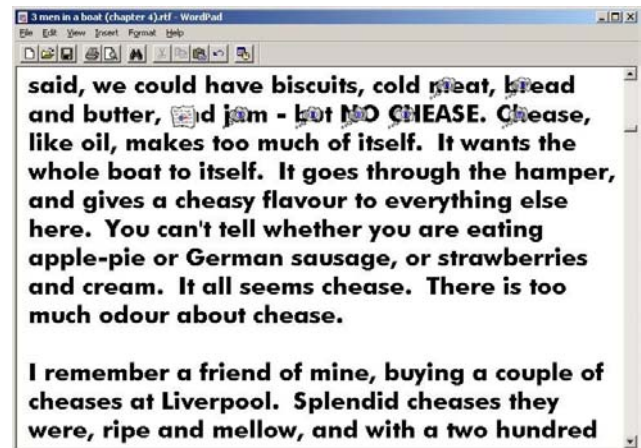 3 men in a boat (chapter 4).rtf - WordPad
File Edit View Insert Format Help
said, we could have biscuits, cold meat, bread
and butter, and jam - but NO CHEASE. Chease,
like oil, makes too much of itself. It wants the
whole boat to itself. It goes through the hamper,
and gives a cheasy flavour to everything else
here. You can't tell whether you are eating
apple-pie or German sausage, or strawberries
and cream. It all seems chease. There is too
much odour about chease.
I remember a friend of mine, buying a couple of
cheases at Liverpool. Splendid cheases they
were, ripe and mellow, and with a two hundred